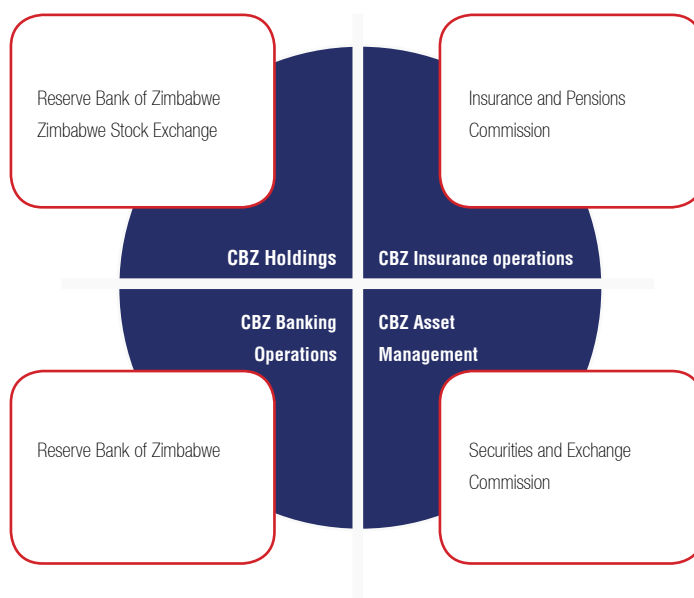 Reserve Bank of Zimbabwe
Zimbabwe Stock Exchange
Insurance and Pensions
Commission
CBZ Holdings
CBZ Insurance operations
CBZ Banking
Operations
CBZ Asset
Management
Reserve Bank of Zimbabwe
Securities and Exchange
Commission